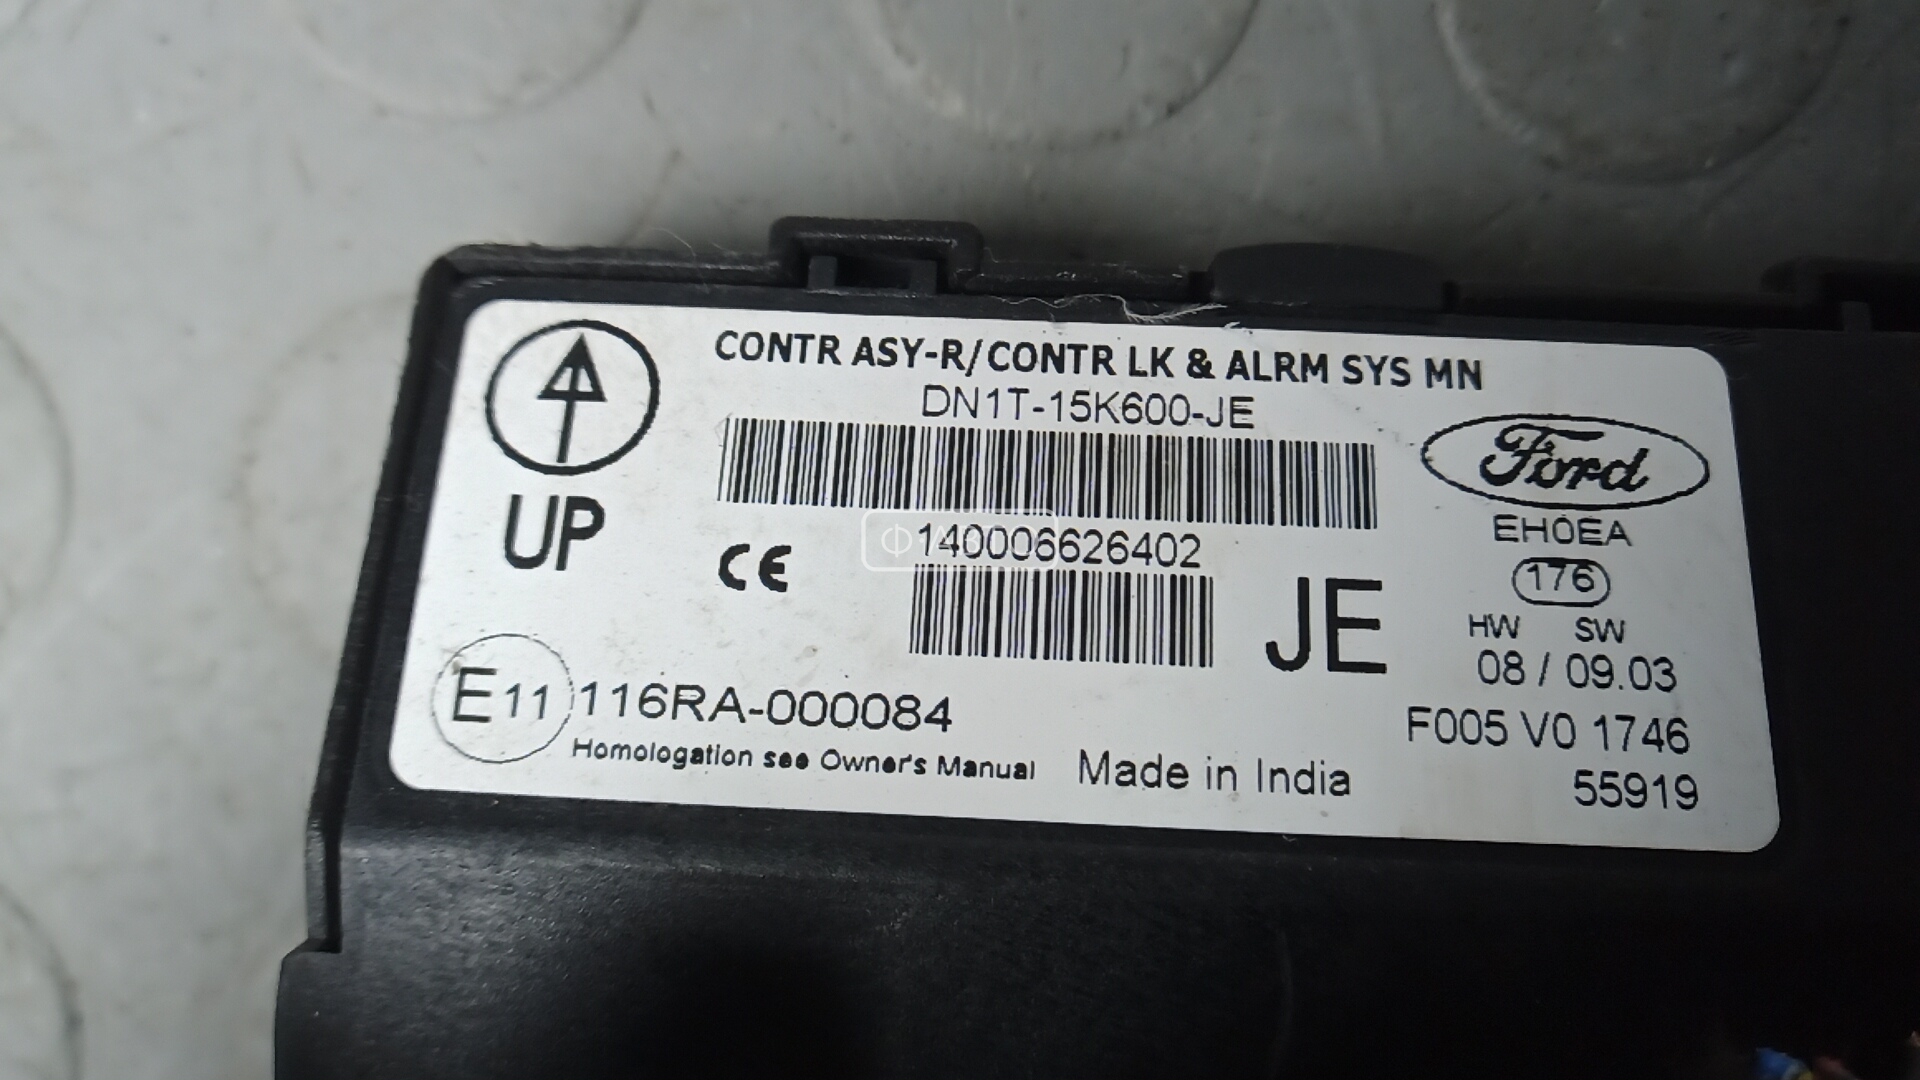 CONTR ASY-R/CONTR LK & ALRM SYS MN
DN1T-15K600-JE
UP
CE
140006626402
JE
Ford
EH0EA
176
HW SW
08 / 09.03
E11 116RA-000084
Homologation see Owner's Manual
Made in India
F005 V0 1746
55919